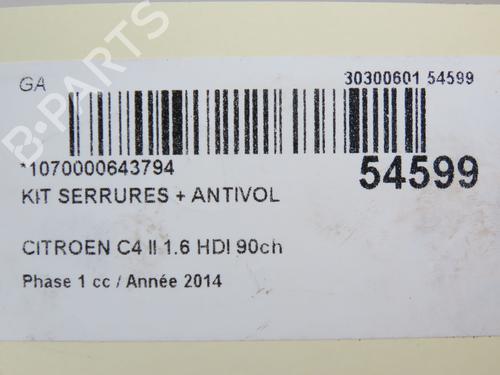 GA
30300601 54599
*1070000643794
54599
KIT SERRURES + ANTIVOL
CITROEN C4 II 1.6 HDI 90ch
Phase 1 cc / Année 2014
B-PARTS